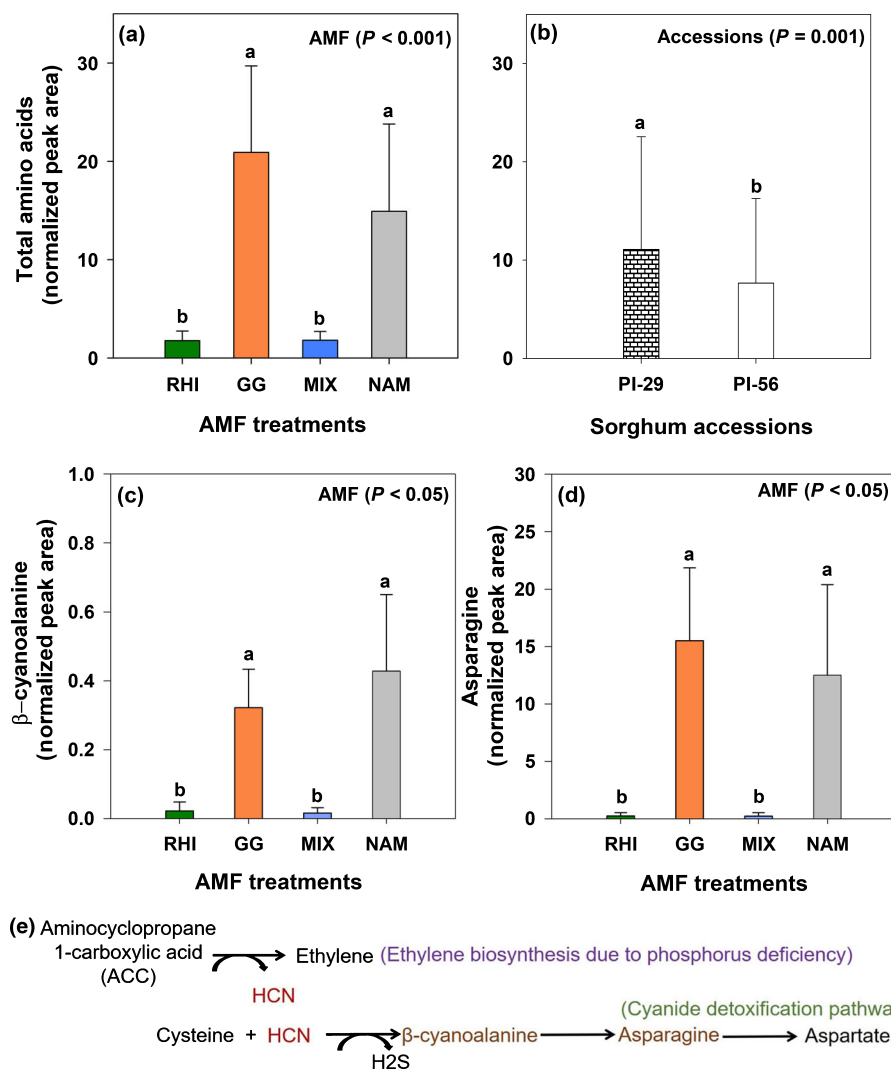 (a)
AMF (P < 0.001)
Total amino acids
(normalized peak area)
30
20
10
0
a
a
b
b
RHI GG MIX NAM
AMF treatments
(b)
Accessions (P = 0.001)
30
20
10
0
a
b
PI-29 PI-56
Sorghum accessions
(c)
AMF (P < 0.05)
β−cyanoalanine
(normalized peak area)
1.0
0.8
0.6
0.4
0.2
0.0
b
a
b
a
RHI GG MIX NAM
AMF treatments
(d)
AMF (P < 0.05)
Asparagine
(normalized peak area)
30
25
20
15
10
5
0
b
a
b
a
RHI GG MIX NAM
AMF treatments
(e)
Aminocyclopropane
1-carboxylic acid
(ACC)
Ethylene (Ethylene biosynthesis due to phosphorus deficiency)
HCN
(Cyanide detoxification pathwa
Cysteine + HCN β-cyanoalanine Asparagine Aspartate
H2S